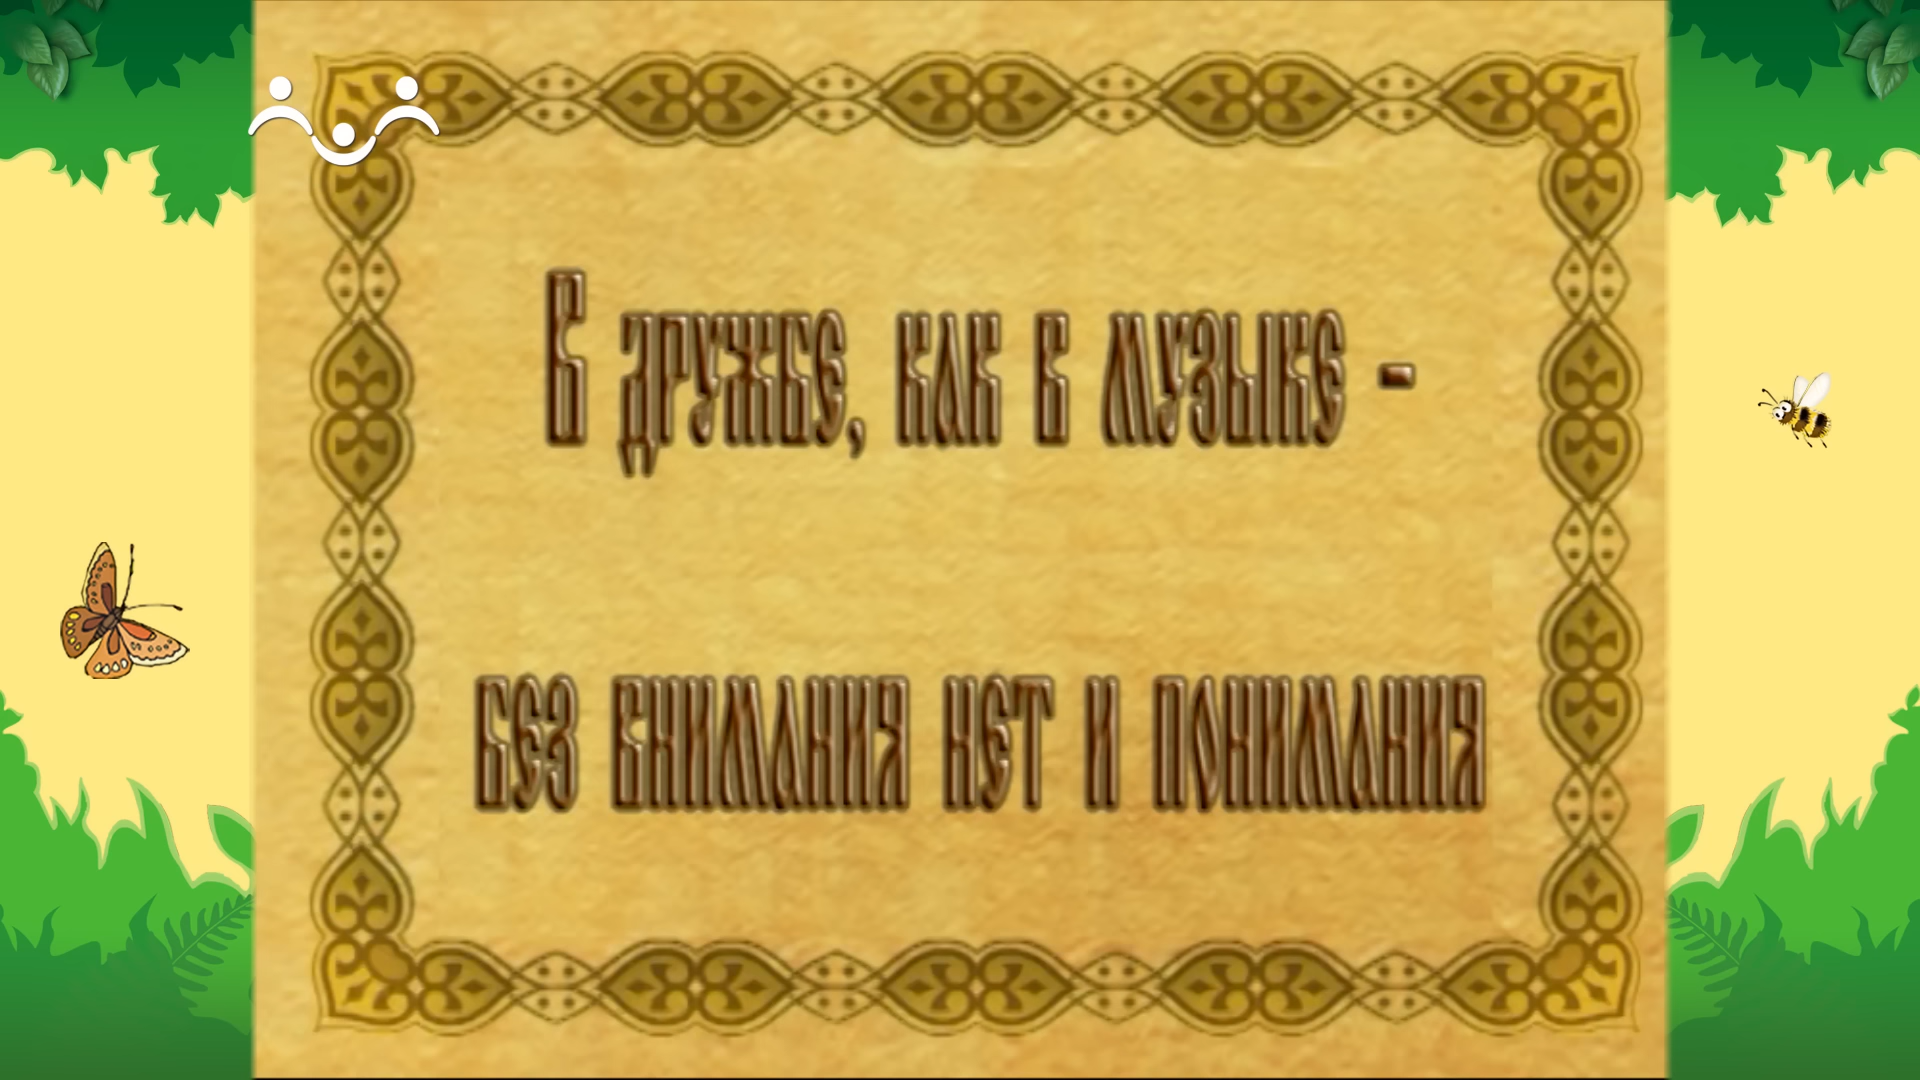 В дружбе, как в музыке -
без внимания нет и понимания